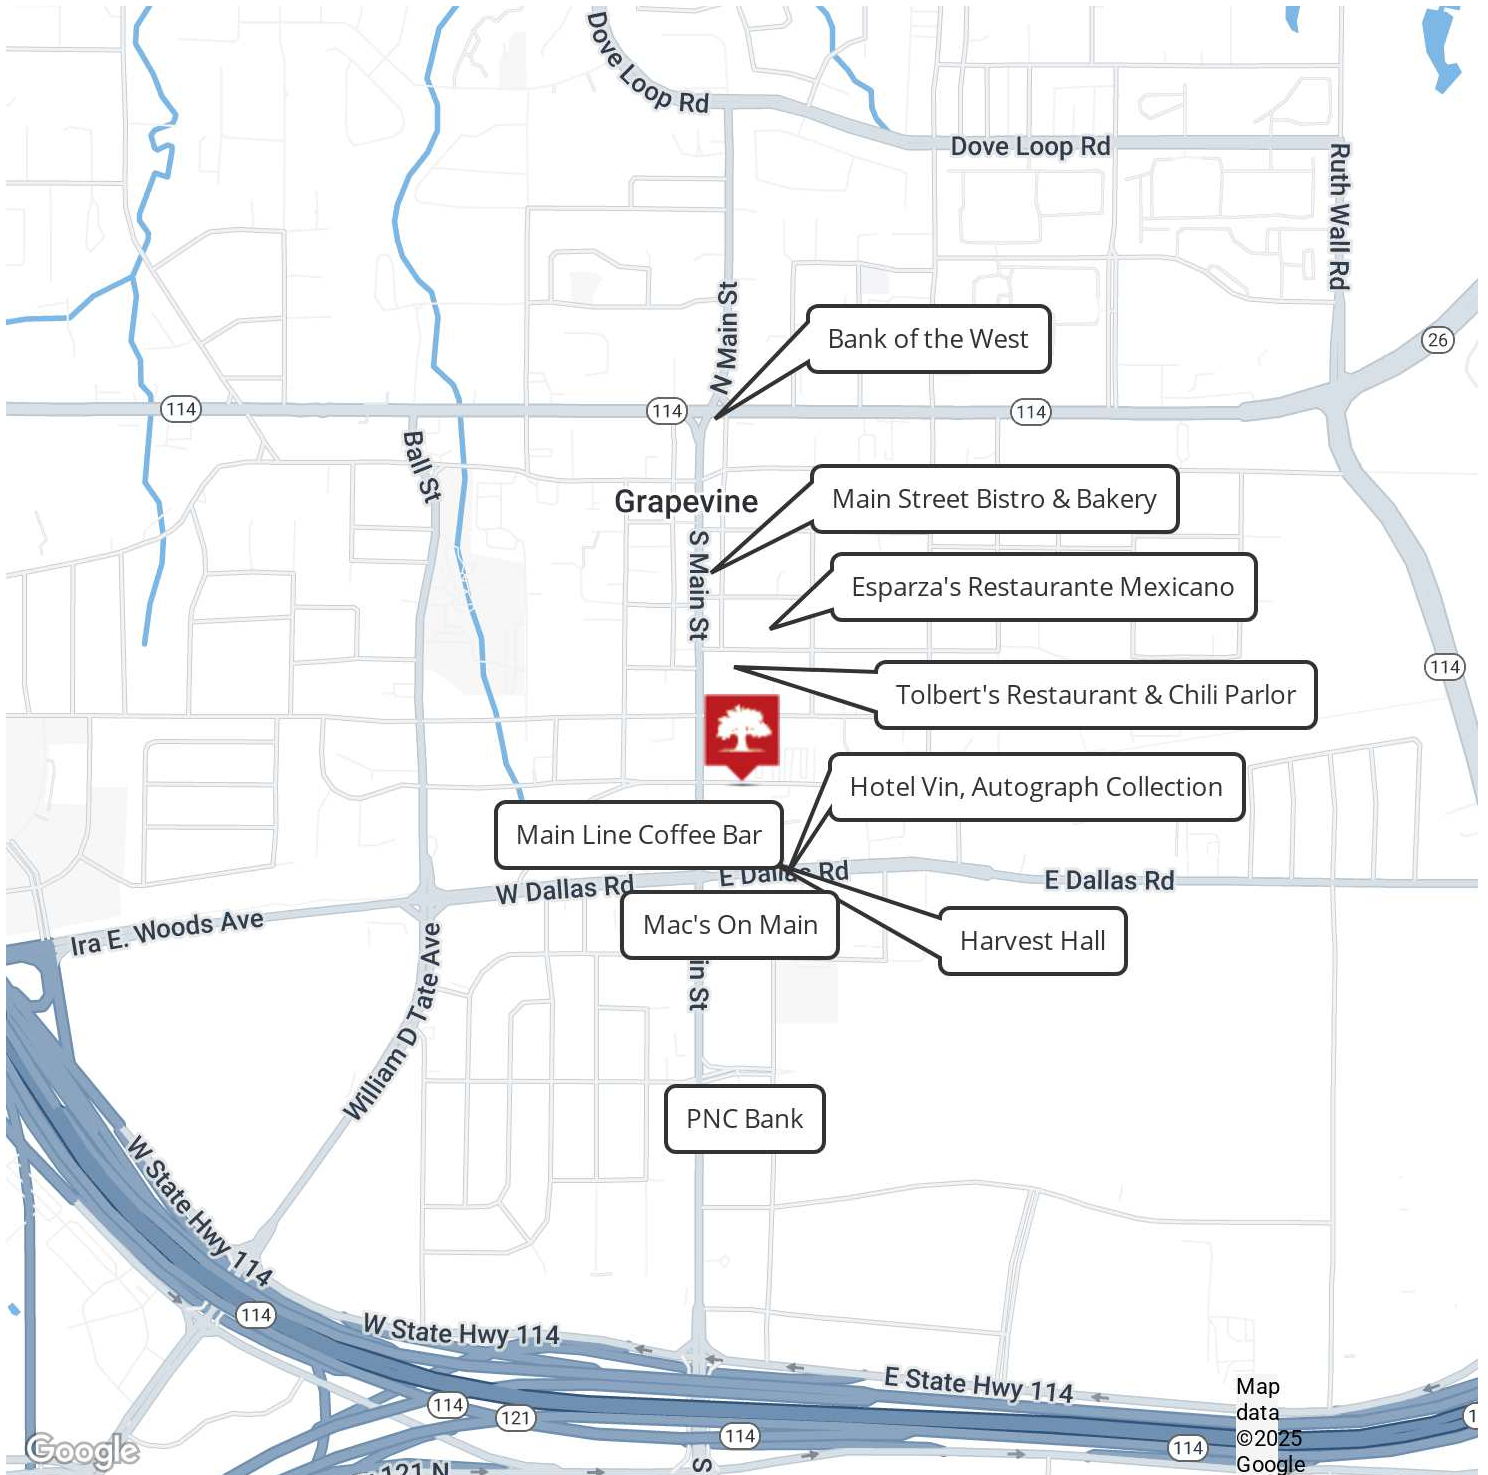 Dove Loop Rd
Dove Loop Rd
Ruth Wall Rd
N Main St
26
Bank of the West
114
114
114
Ball St
Grapevine
Main Street Bistro & Bakery
S Main St
Esparza's Restaurante Mexicano
114
Tolbert's Restaurant & Chili Parlor
Hotel Vin, Autograph Collection
Main Line Coffee Bar
E Dallas Rd
E Dallas Rd
W Dallas Rd
Ira E. Woods Ave
Mac's On Main
Harvest Hall
in St
William D Tate Ave
PNC Bank
W State Hwy 114
114
W State Hwy 114
E State Hwy 114
Map
data
©2025
Google
114
121
114
114
1
Google
121 N
S